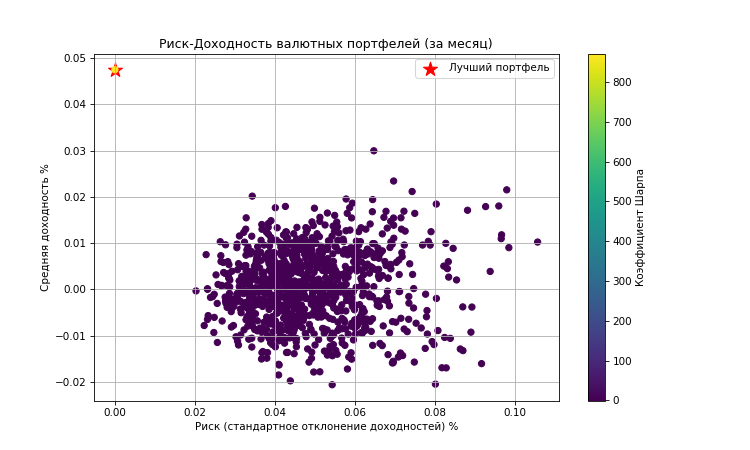 Риск-Доходность валютных портфелей (за месяц)
Лучший портфель
Средняя доходность %
0.05
0.04
0.03
0.02
0.01
0.00
−0.01
−0.02
0.00 0.02 0.04 0.06 0.08 0.10
Риск (стандартное отклонение доходностей) %
800
700
600
500
400
300
200
100
0
Коэффициент Шарпа